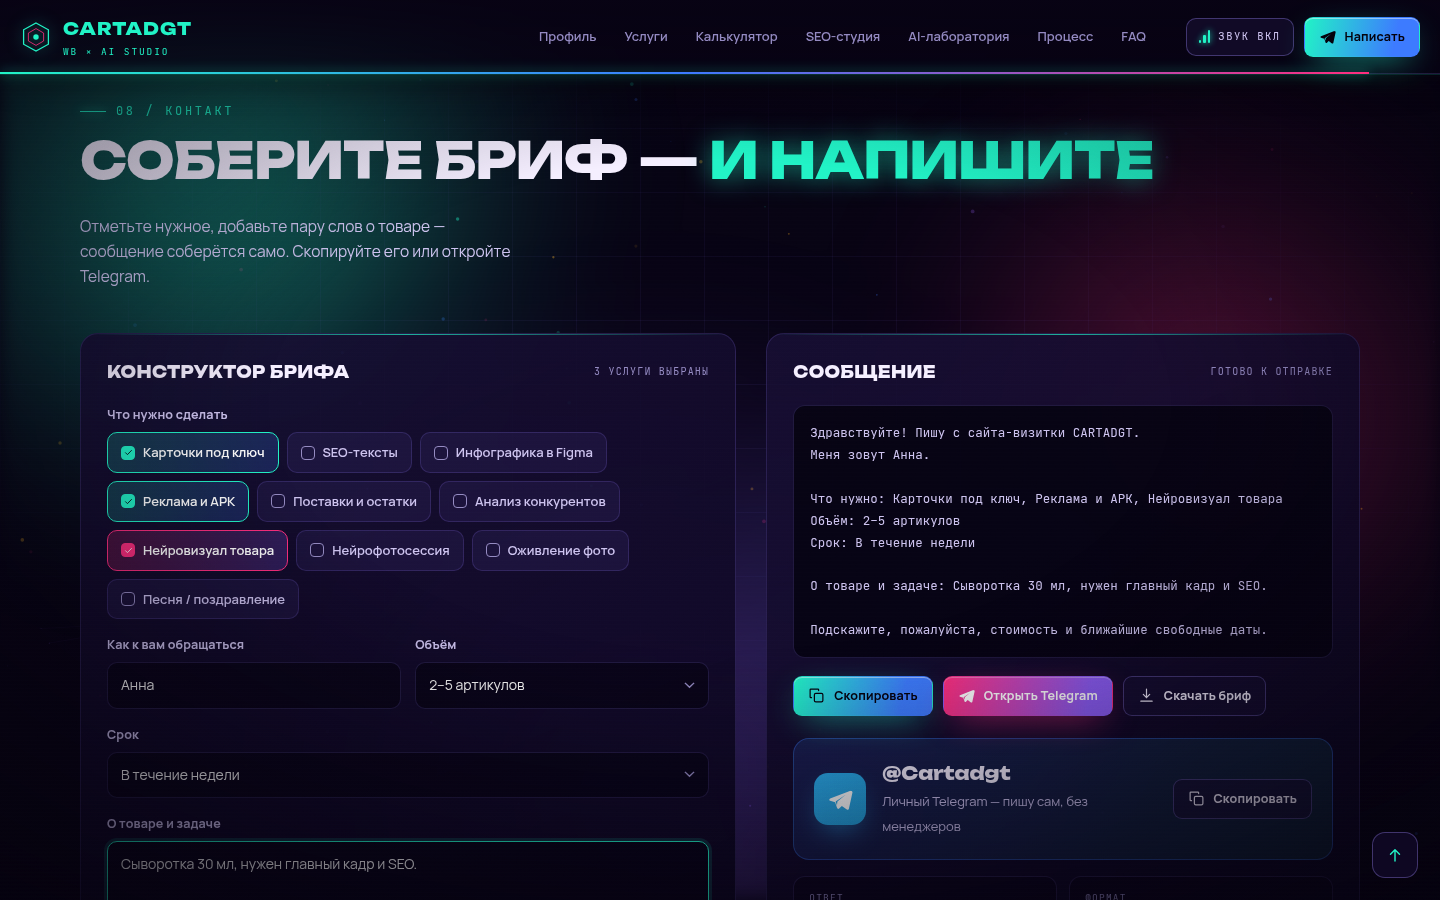 CARTADGT
WB × AI STUDIO
Профиль
Услуги
Калькулятор
SEO-студия
AI-лаборатория
Процесс
FAQ
ЗВУК ВКЛ
Написать
08 / КОНТАКТ
СОБЕРИТЕ БРИФ — И НАПИШИТЕ
Отметьте нужное, добавьте пару слов о товаре —
сообщение соберётся само. Скопируйте его или откройте
Telegram.
КОНСТРУКТОР БРИФА
3 УСЛУГИ ВЫБРАНЫ
Что нужно сделать
Карточки под ключ
SEO-тексты
Инфографика в Figma
Реклама и АРК
Поставки и остатки
Анализ конкурентов
Нейровизуал товара
Нейрофотосессия
Оживление фото
Песня / поздравление
Как к вам обращаться
Объём
Анна
2–5 артикулов
Срок
В течение недели
О товаре и задаче
Сыворотка 30 мл, нужен главный кадр и SEO.
СООБЩЕНИЕ
ГОТОВО К ОТПРАВКЕ
Здравствуйте! Пишу с сайта-визитки CARTADGT.
Меня зовут Анна.
Что нужно: Карточки под ключ, Реклама и АРК, Нейровизуал товара
Объём: 2–5 артикулов
Срок: В течение недели
О товаре и задаче: Сыворотка 30 мл, нужен главный кадр и SEO.
Подскажите, пожалуйста, стоимость и ближайшие свободные даты.
Скопировать
Открыть Telegram
Скачать бриф
@Cartadgt
Личный Telegram — пишу сам, без
менеджеров
Скопировать
ОТВЕТ
ФОРМАТ